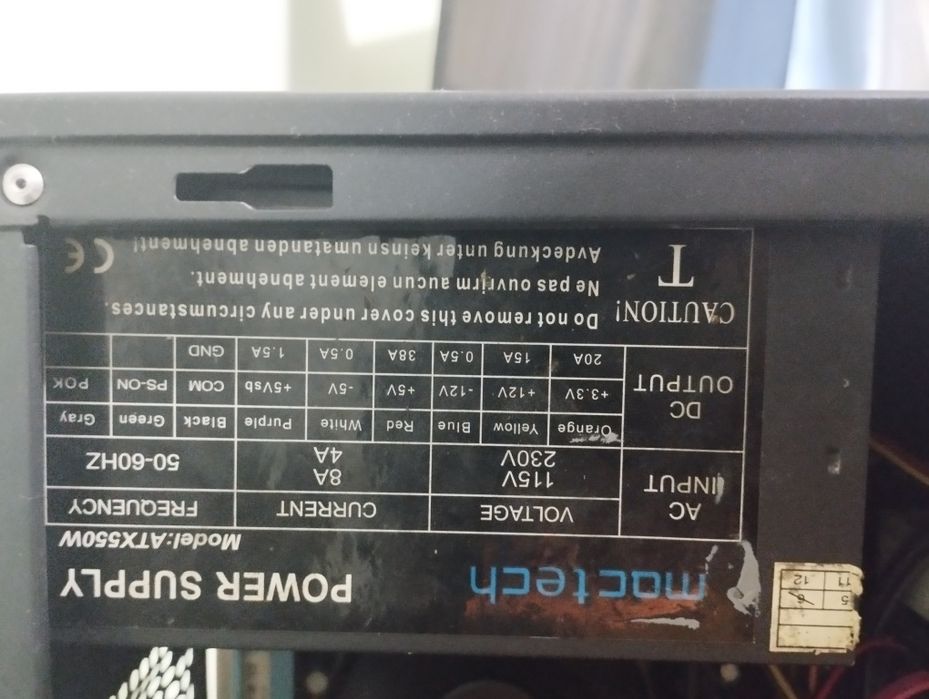 mactech POWER SUPPLY
Model:ATX550W
VOLTAGE CURRENT FREQUENCY
AC INPUT 115V 230V 8A 4A 50-60HZ
DC OUTPUT
Orange Yellow Blue Red White Purple Black Green Gray
+3.3V +12V -12V +5V -5V +5Vsb COM PS-ON POK
20A 15A 0.5A 38A 0.5A 1.5A GND
CAUTION! Do not remove this cover under any circumstances.
Ne pas ouvrirm aucun element abnehment.
T Avdeckung unter keinsn umatanden abnehment! CE
5 6
11 12